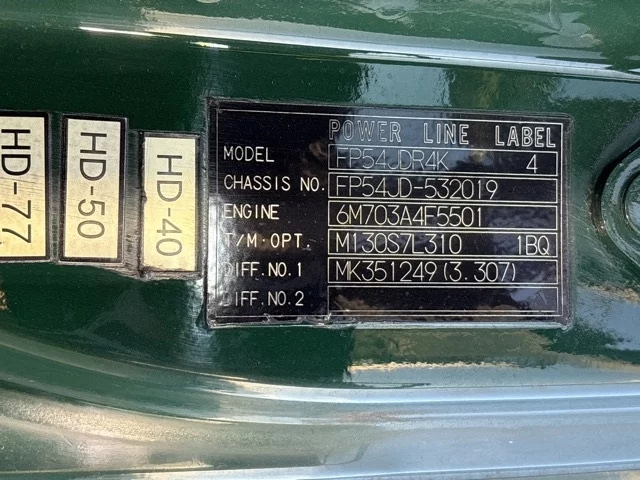 POWER LINE LABEL
MODEL FP54JDR4K 4
CHASSIS NO. FP54JD-532019
ENGINE 6M703A4F5501
T/M·OPT. M130S7L310 1BQ
DIFF.NO.1 MK351249(3.307)
DIFF.NO.2
HD-77
HD-50
HD-40